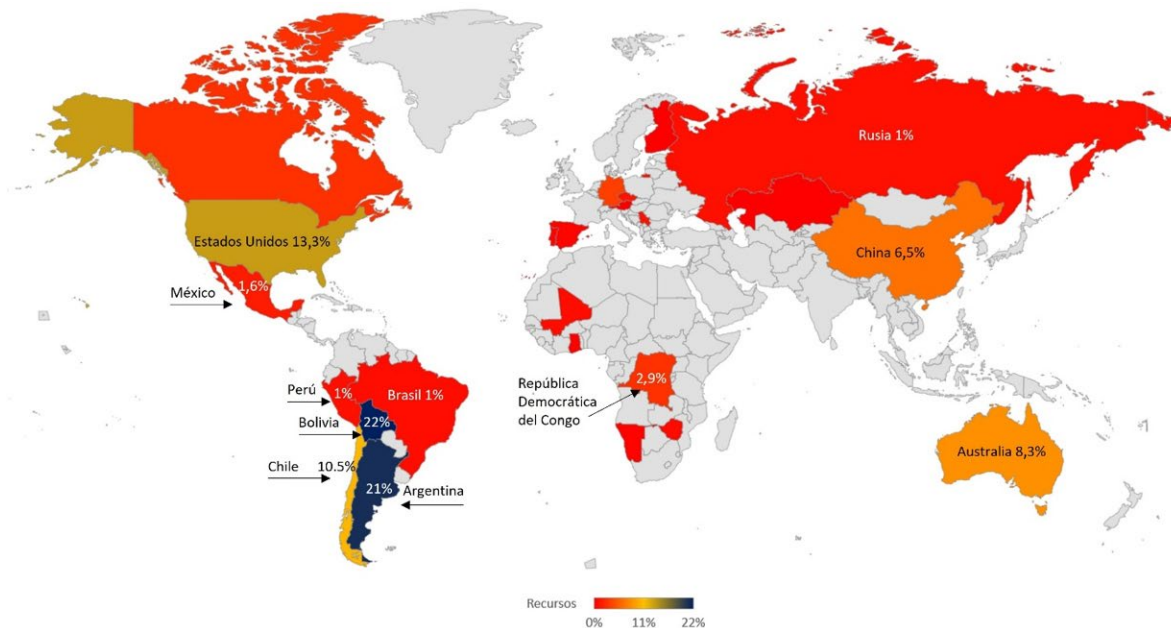 Rusia 1%
Estados Unidos 13,3%
China 6,5%
1,6%
México
República
Democrática
del Congo
2,9%
Perú
1%
Brasil 1%
Bolivia
22%
Australia 8,3%
Chile
10.5%
21%
Argentina
Recursos
0%
11%
22%